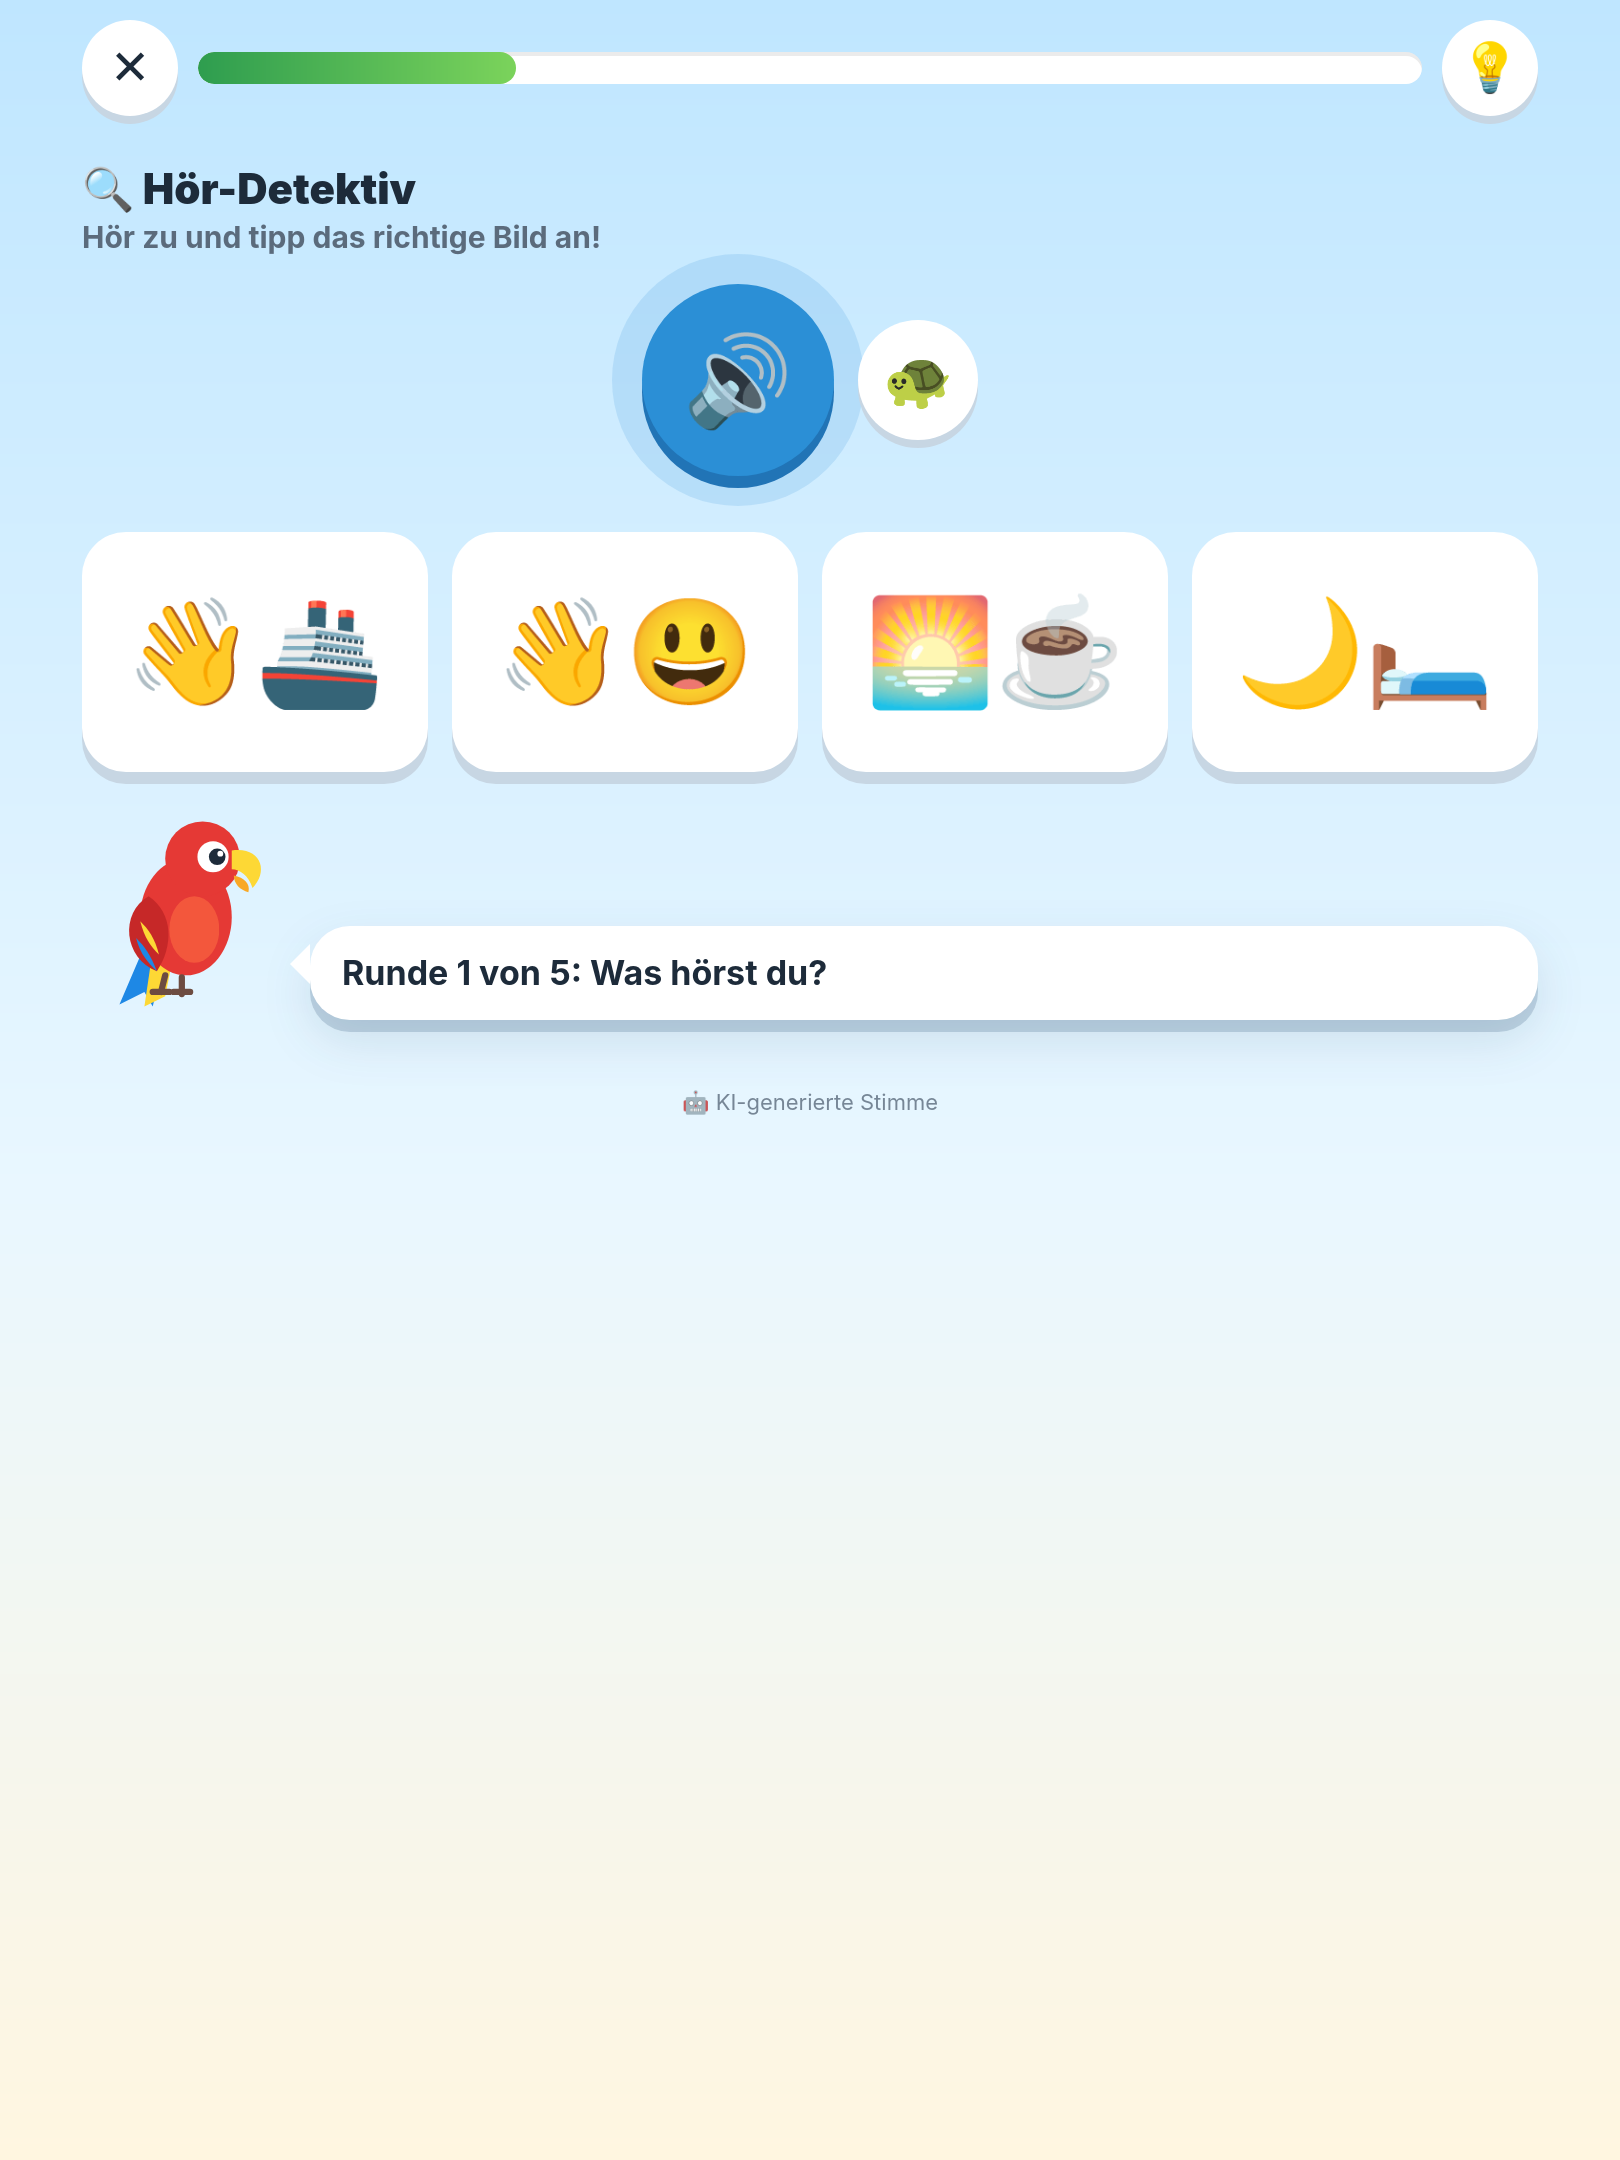 Hör-Detektiv
Hör zu und tipp das richtige Bild an!
Runde 1 von 5: Was hörst du?
KI-generierte Stimme